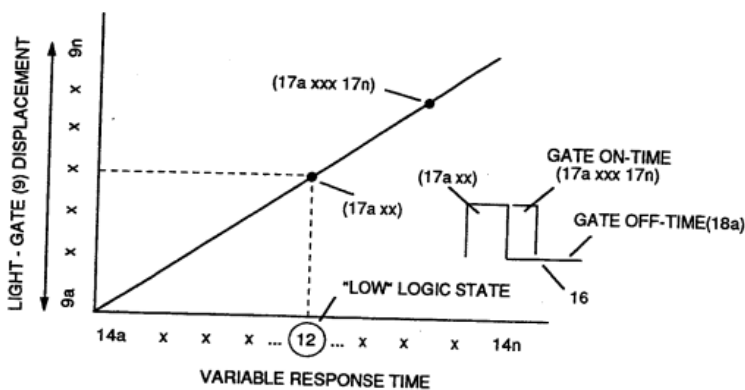 LIGHT - GATE (9) DISPLACEMENT
9n
x
x
x
x
x
9a
(17a xxx 17n)
(17a xx)
(17a xx)
GATE ON-TIME
(17a xxx 17n)
GATE OFF-TIME(18a)
16
"LOW" LOGIC STATE
14a x x x ... 12 ... x x x 14n
VARIABLE RESPONSE TIME